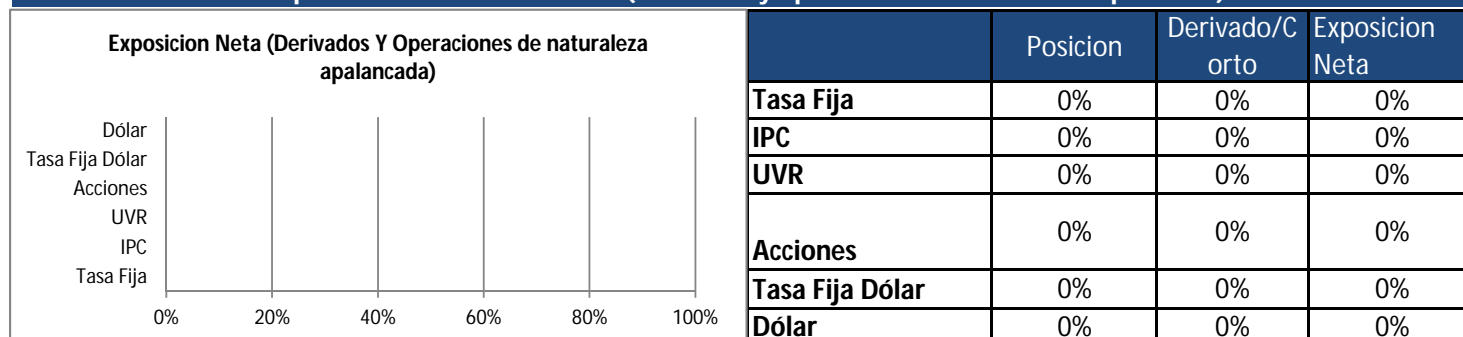 Exposicion Neta (Derivados Y Operaciones de naturaleza
apalancada)
Dólar
Tasa Fija Dólar
Acciones
UVR
IPC
Tasa Fija
0% 20% 40% 60% 80% 100%
Posicion Derivado/C Exposicion
orto Neta
Tasa Fija 0% 0% 0%
IPC 0% 0% 0%
UVR 0% 0% 0%
Acciones 0% 0% 0%
Tasa Fija Dólar 0% 0% 0%
Dólar 0% 0% 0%